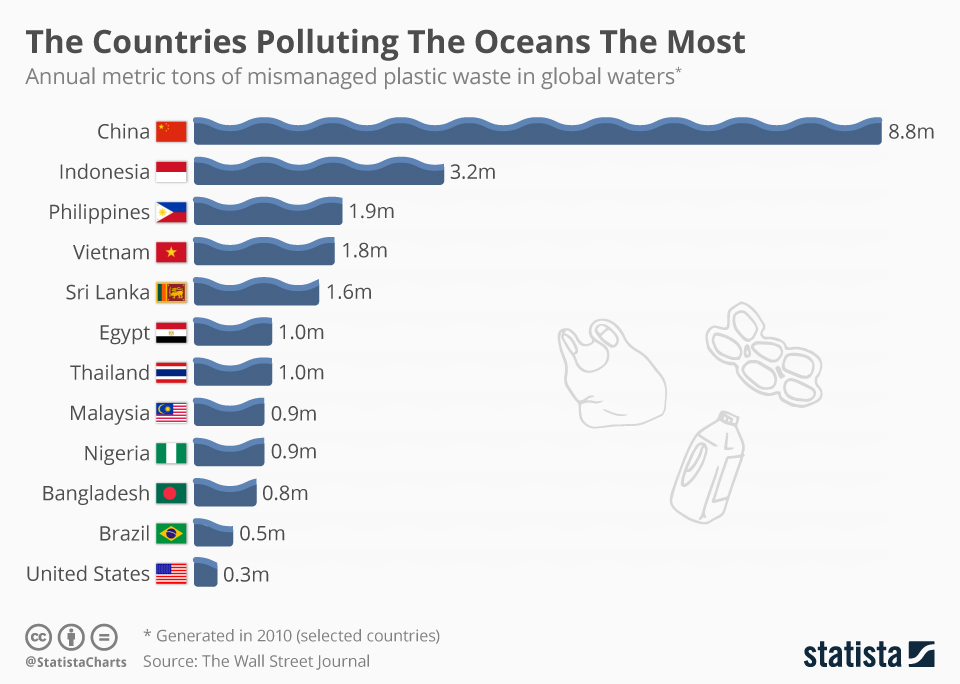 The Countries Polluting The Oceans The Most
Annual metric tons of mismanaged plastic waste in global waters*
China 8.8m
Indonesia 3.2m
Philippines 1.9m
Vietnam 1.8m
Sri Lanka 1.6m
Egypt 1.0m
Thailand 1.0m
Malaysia 0.9m
Nigeria 0.9m
Bangladesh 0.8m
Brazil 0.5m
United States 0.3m
cc
@StatistaCharts
* Generated in 2010 (selected countries)
Source: The Wall Street Journal
statista